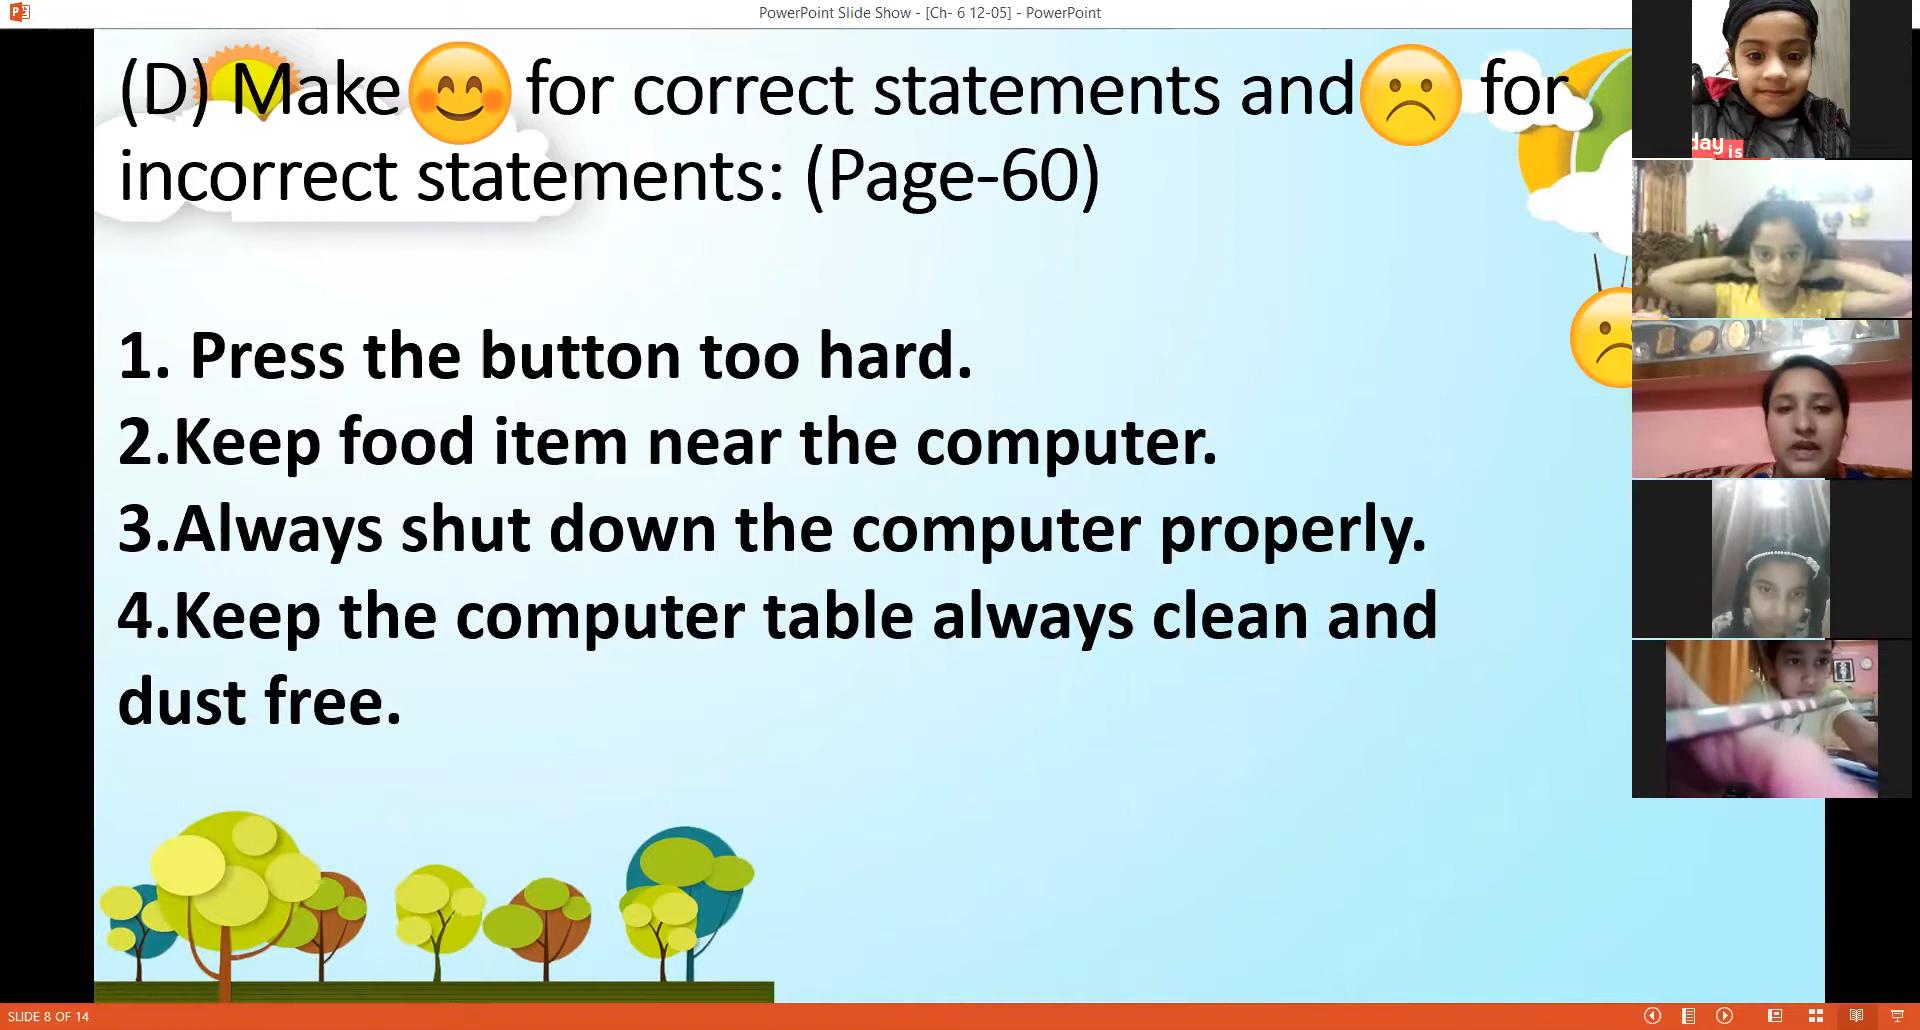 PowerPoint Slide Show - [Ch- 6 12-05] - PowerPoint
(D) Make 😊 for correct statements and ☹ for
incorrect statements: (Page-60)
1. Press the button too hard.
2.Keep food item near the computer.
3.Always shut down the computer properly.
4.Keep the computer table always clean and
dust free.
day is
SLIDE 8 OF 14